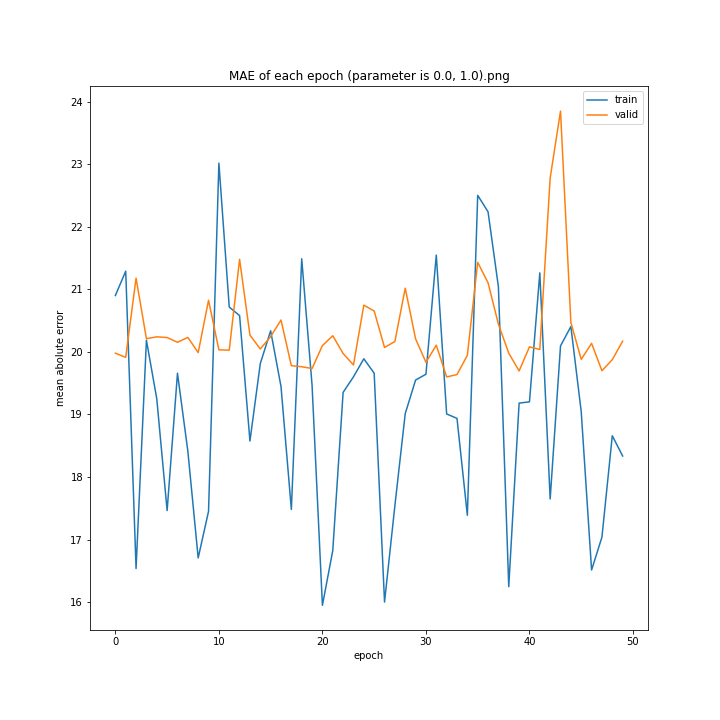 MAE of each epoch (parameter is 0.0, 1.0).png
train
valid
24
23
22
21
20
19
18
17
16
mean abolute error
0 10 20 30 40 50
epoch